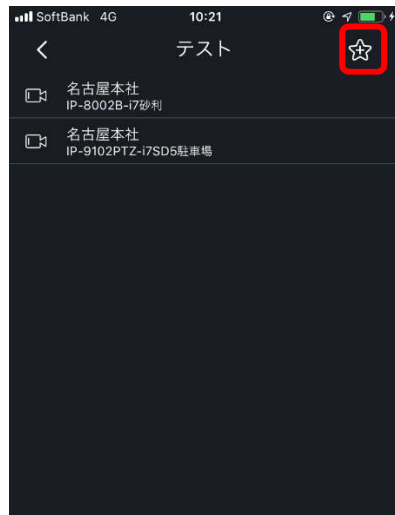 SoftBank 4G 10:21
テスト
名古屋本社
IP-8002B-i7砂利
名古屋本社
IP-9102PTZ-i7SD5駐車場